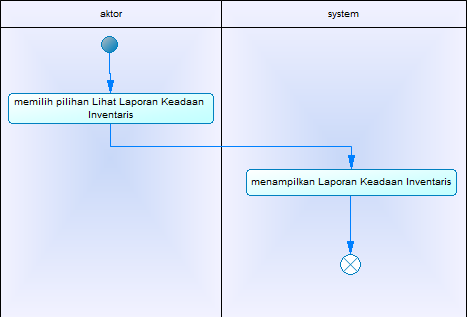 aktor
system
memilih pilihan Lihat Laporan Keadaan
Inventaris
menampilkan Laporan Keadaan Inventaris